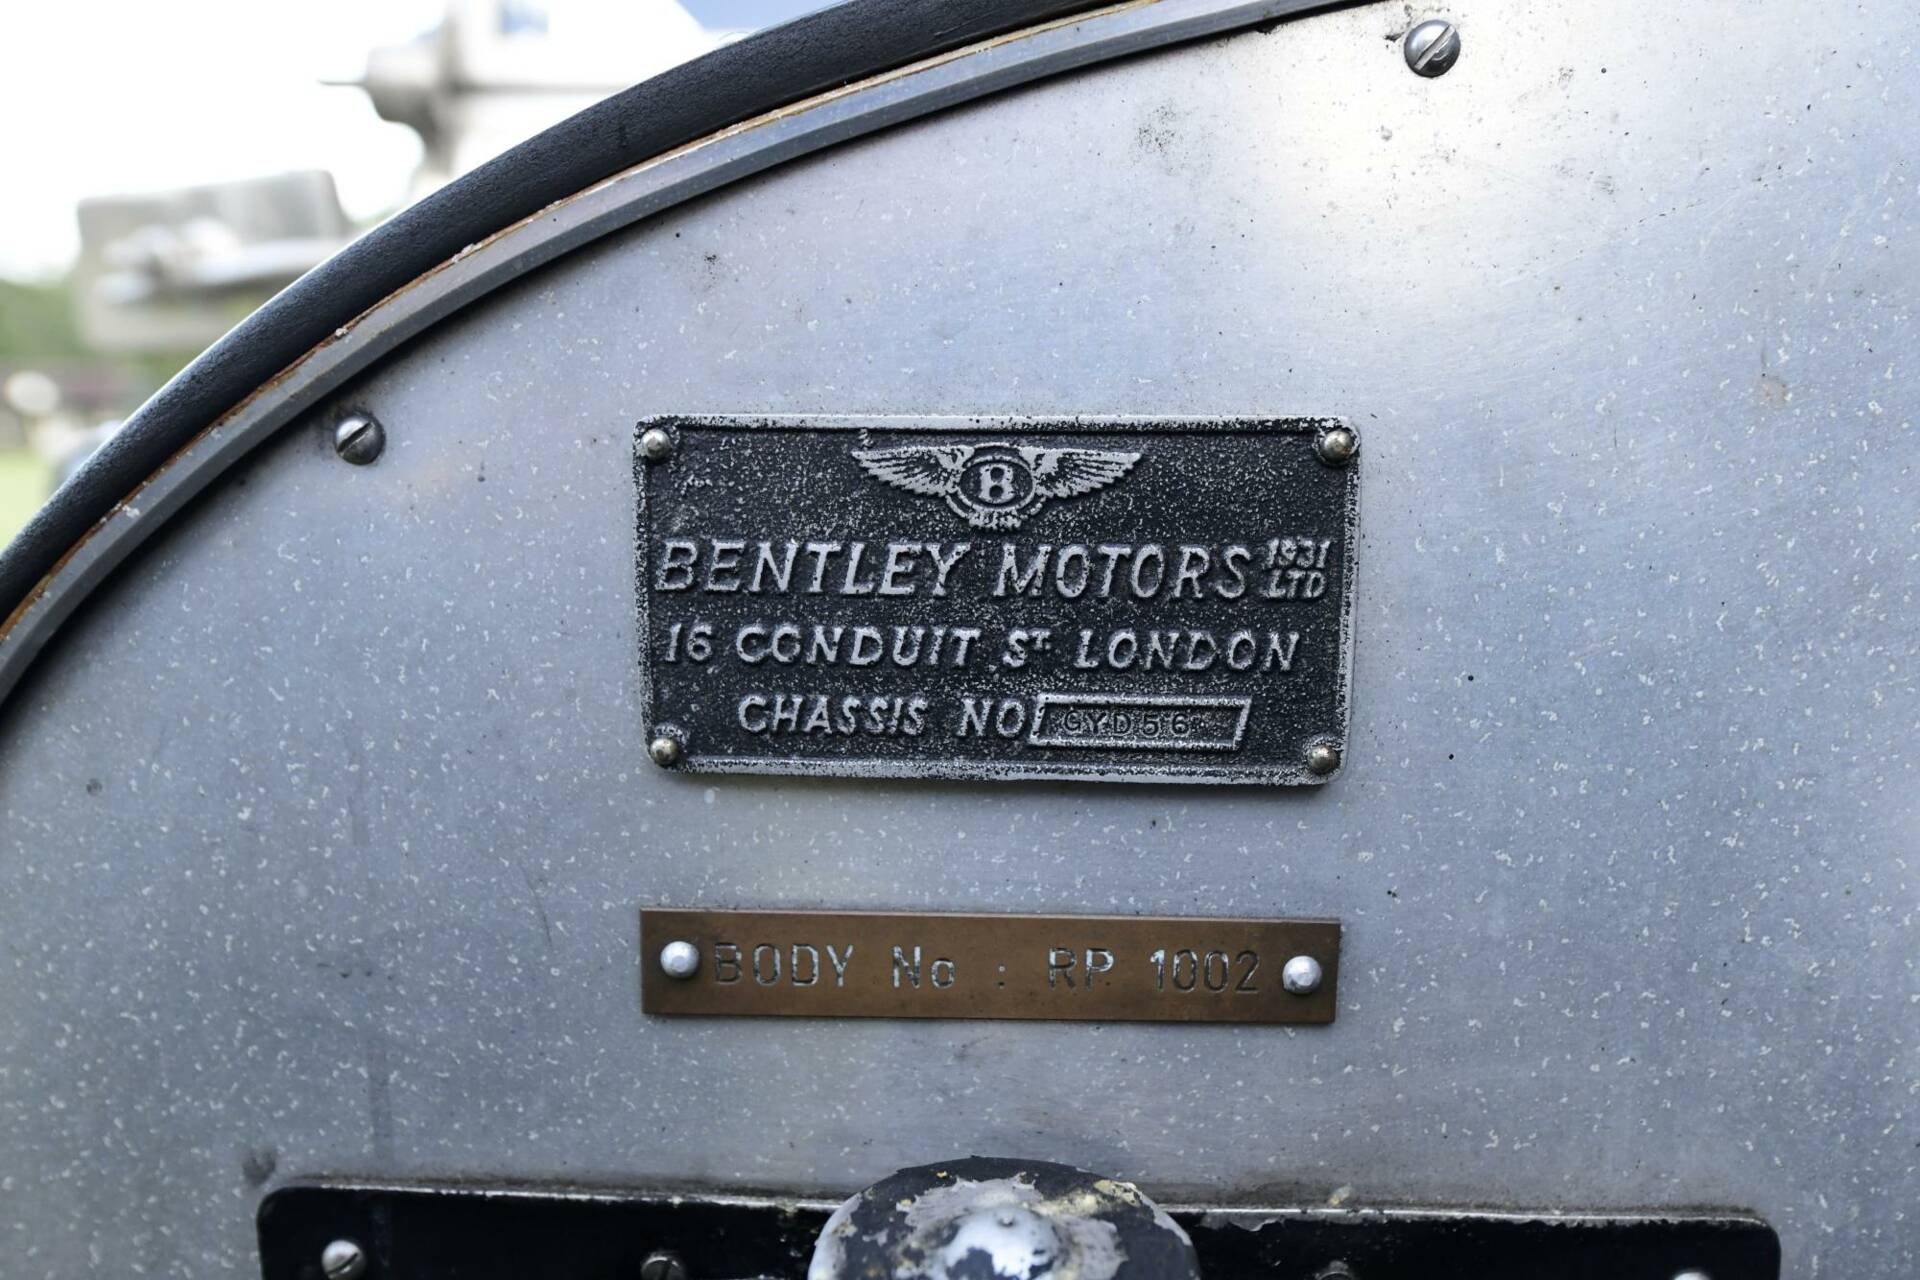 B
BENTLEY MOTORS 1931 LTD
16 CONDUIT ST LONDON
CHASSIS NO GYD56
BODY No : RP 1002